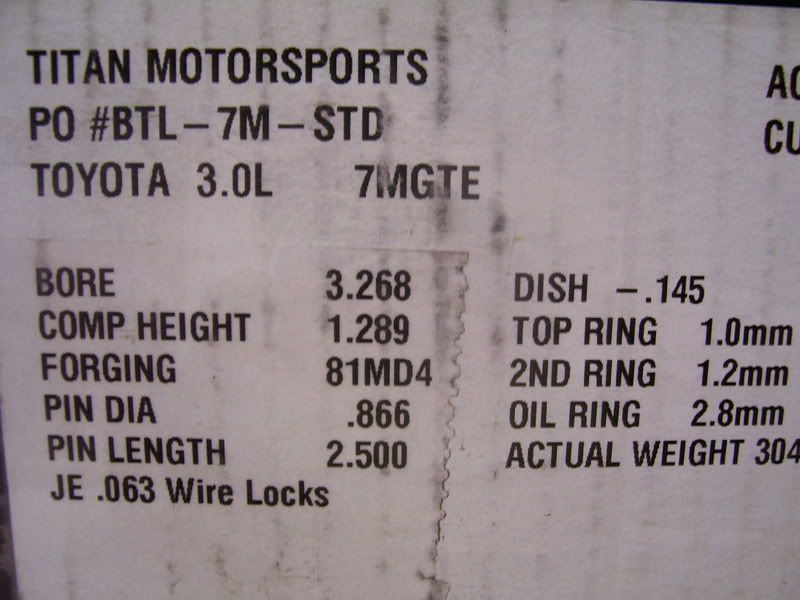 TITAN MOTORSPORTS
PO #BTL-7M-STD
TOYOTA 3.0L 7MGTE
AC
CU
BORE 3.268
COMP HEIGHT 1.289
FORGING 81MD4
PIN DIA .866
PIN LENGTH 2.500
JE .063 Wire Locks
DISH -.145
TOP RING 1.0mm
2ND RING 1.2mm
OIL RING 2.8mm
ACTUAL WEIGHT 304